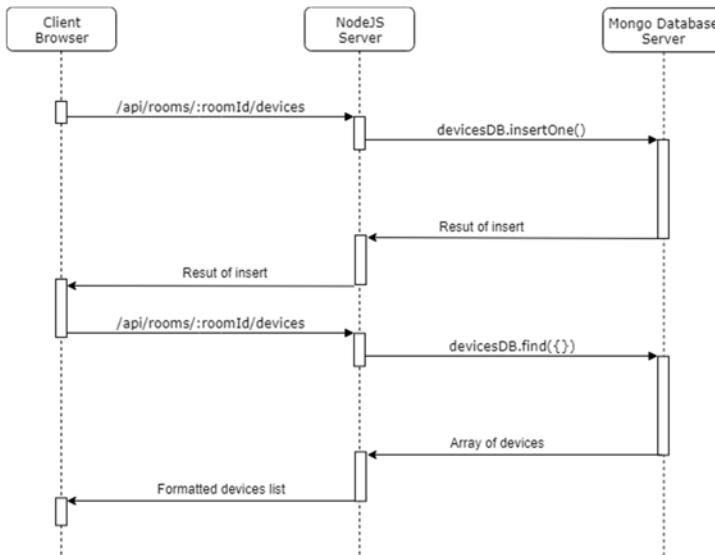 Client
Browser
NodeJS
Server
Mongo Database
Server
/api/rooms/:roomId/devices
devicesDB.insertOne()
Resut of insert
Resut of insert
/api/rooms/:roomId/devices
devicesDB.find({})
Array of devices
Formatted devices list